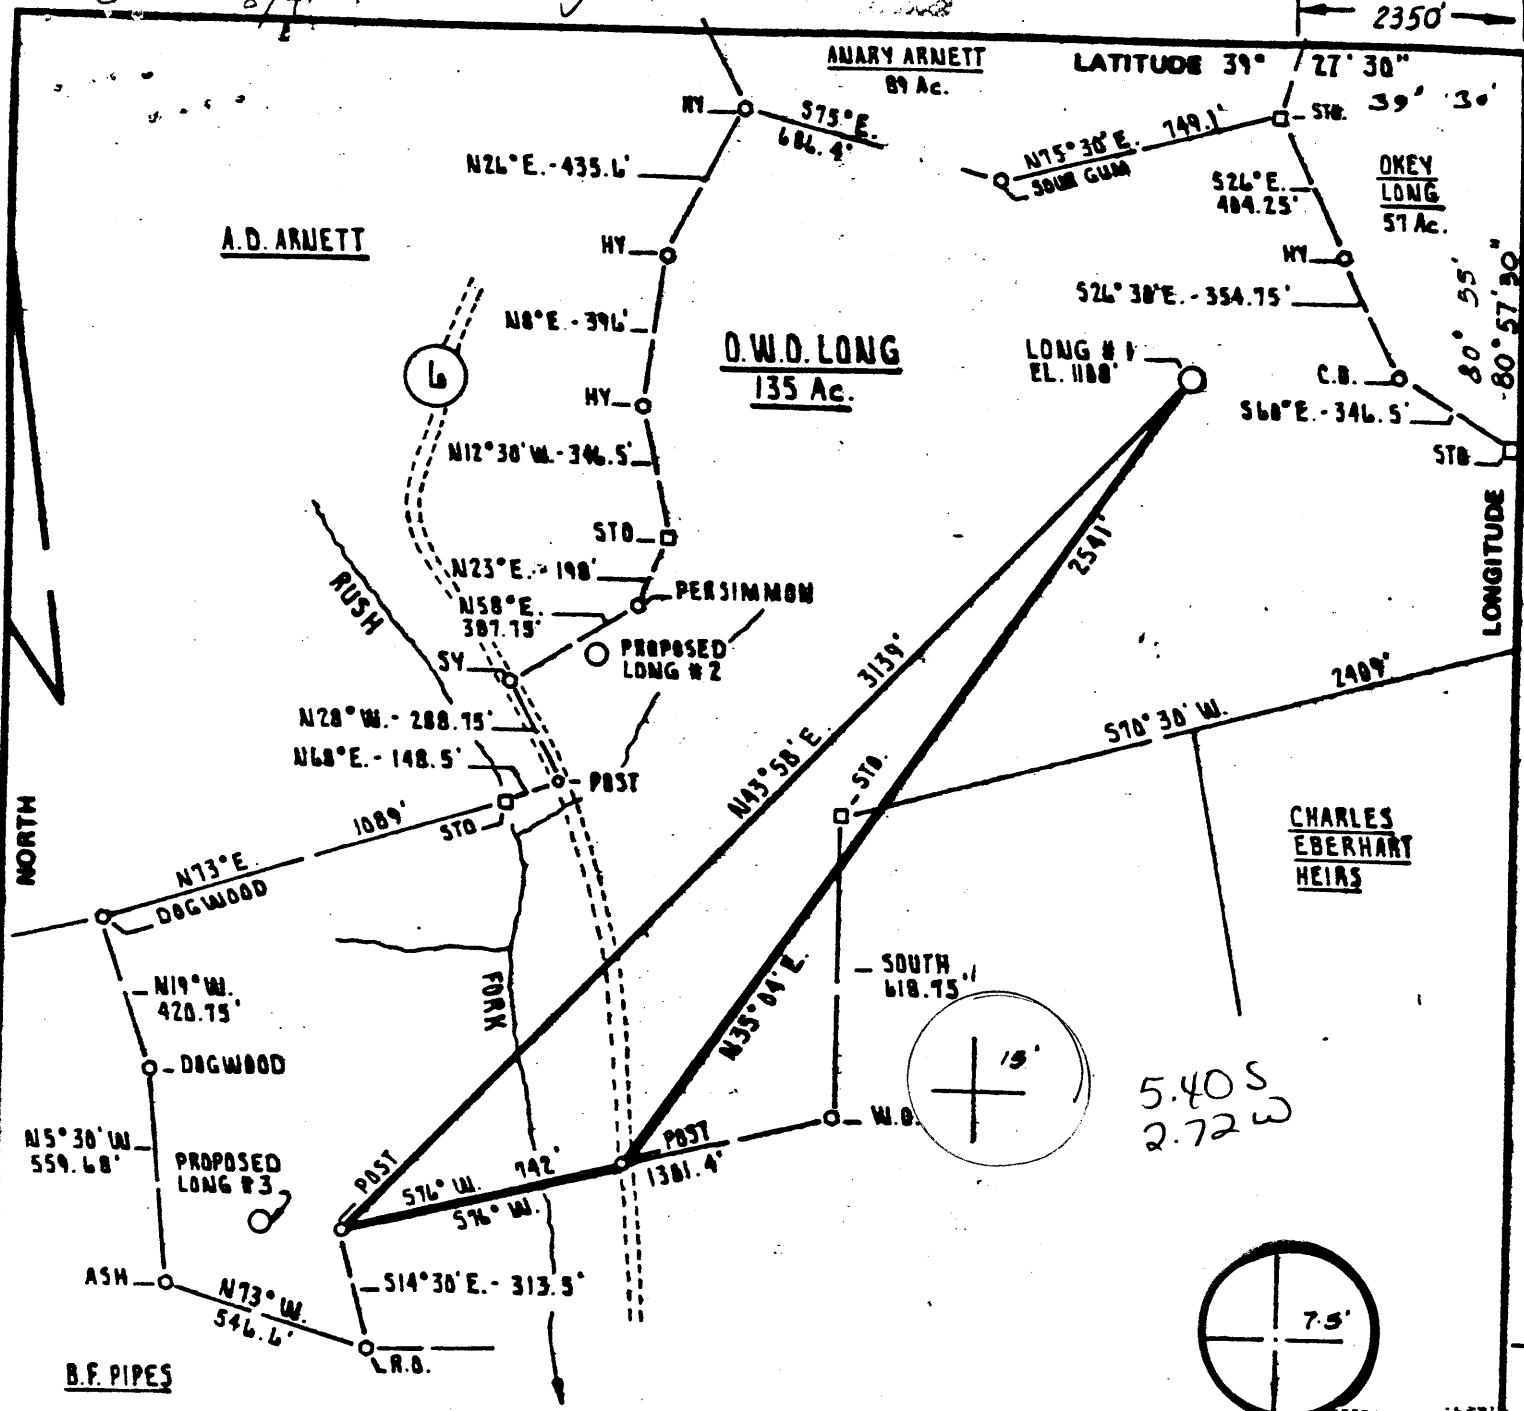 2350'
ANARY ARNETT
89 Ac.
LATITUDE 39° 27' 30"
39° 30'
HY
S75°E.
686.4'
N75°30'E. 749.1'
SOUR GUM
STO.
N26°E.-435.6'
OKEY
LONG
57 Ac.
S26°E.
484.25'
A.D. ARNETT
HY
HY
80° 55'
80° 57' 30"
LONGITUDE
S26°30'E.-354.75'
N8°E.-396'
O.W.O. LONG
135 Ac.
LONG #1
EL. 1188'
6
C.O.
HY
S60°E.-346.5'
STO
N12°30'W.-346.5'
STO
2541'
N23°E.-198'
RUSH
PERSIMMON
N58°E.
387.75'
PROPOSED
LONG #2
SY
3139'
2409'
S70°30'W.
N28°W.-288.75'
N68°E.-148.5'
POST
STO.
N43°58'E.
1089'
STO
NORTH
CHARLES
EBERHART
HEIRS
N73°E.
DOGWOOD
SOUTH
618.75'
N19°W.
420.75'
FORK
N35°04'E.
15'
DOGWOOD
5.40 S
2.72 W
W.O.
N5°30'W
559.68'
PROPOSED
LONG #3
POST
POST
742'
1381.4'
S76°W.
S76°W.
ASH
S14°30'E.-313.5'
N73°W.
546.6'
7.5'
R.O.
B.F. PIPES